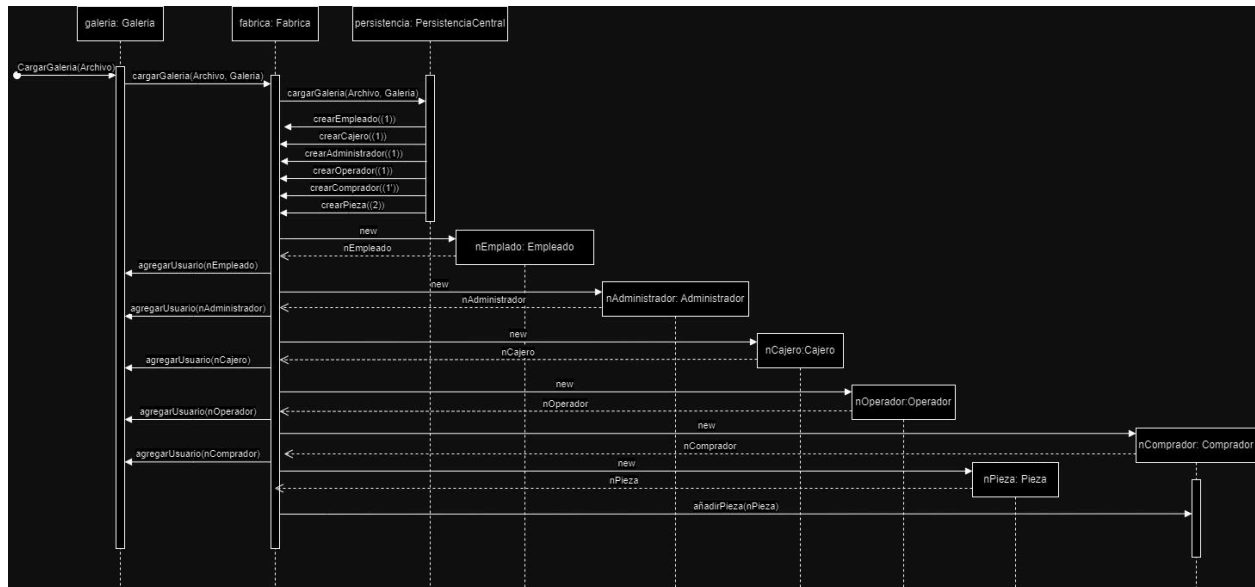 galeria: Galeria
fabrica: Fabrica
persistencia: PersistenciaCentral
CargarGaleria(Archivo)
cargarGaleria(Archivo, Galeria)
cargarGaleria(Archivo, Galeria)
crearEmpleado((1))
crearCajero((1))
crearAdministrador((1))
crearOperador((1))
crearComprador((1'))
crearPieza((2))
new
nEmplado: Empleado
nEmpleado
agregarUsuario(nEmpleado)
new
nAdministrador: Administrador
nAdministrador
agregarUsuario(nAdministrador)
new
nCajero:Cajero
nCajero
agregarUsuario(nCajero)
new
nOperador:Operador
nOperador
agregarUsuario(nOperador)
new
nComprador: Comprador
nComprador
agregarUsuario(nComprador)
new
nPieza: Pieza
nPieza
añadirPieza(nPieza)